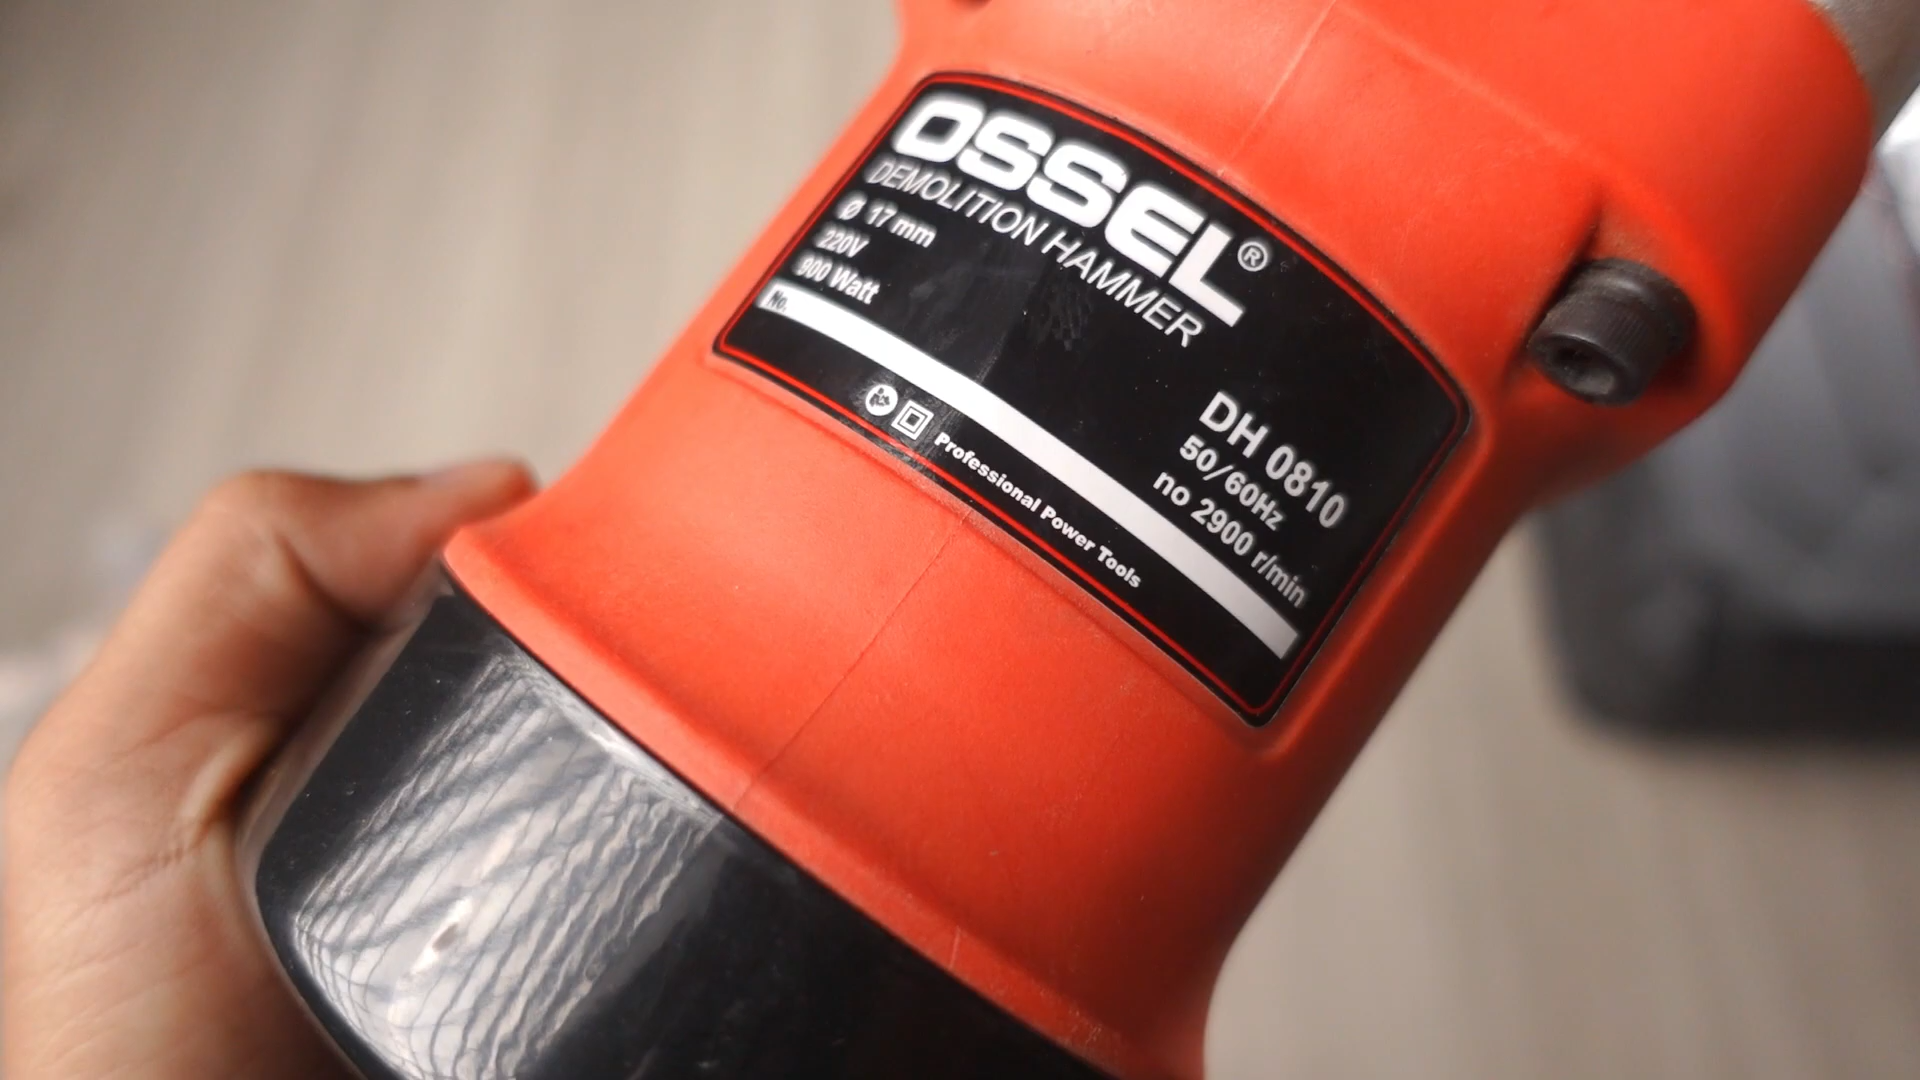 OSSEL®
DEMOLITION HAMMER
Ø 17 mm
220V
900 Watt
No.
DH 0810
50/60Hz
no 2900 r/min
Professional Power Tools